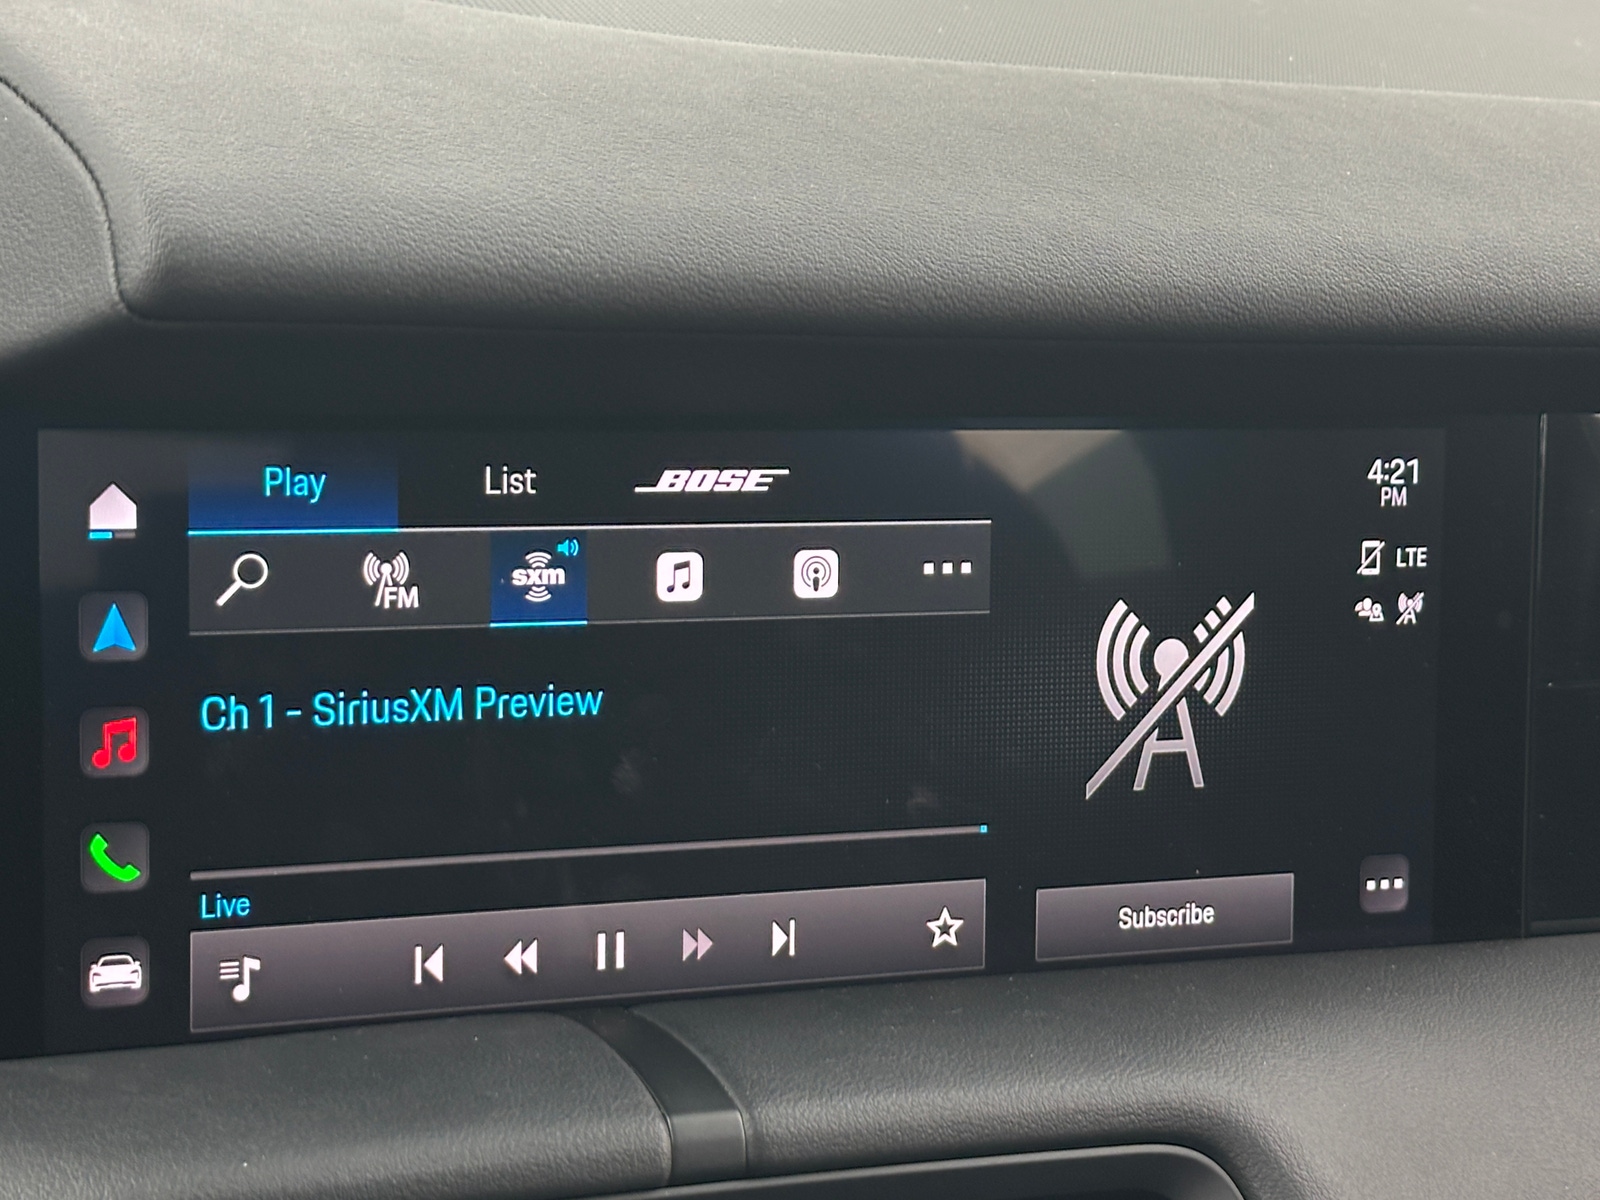 Play
List
BOSE
4:21
PM
FM
sxm
LTE
Ch 1 - SiriusXM Preview
Live
Subscribe